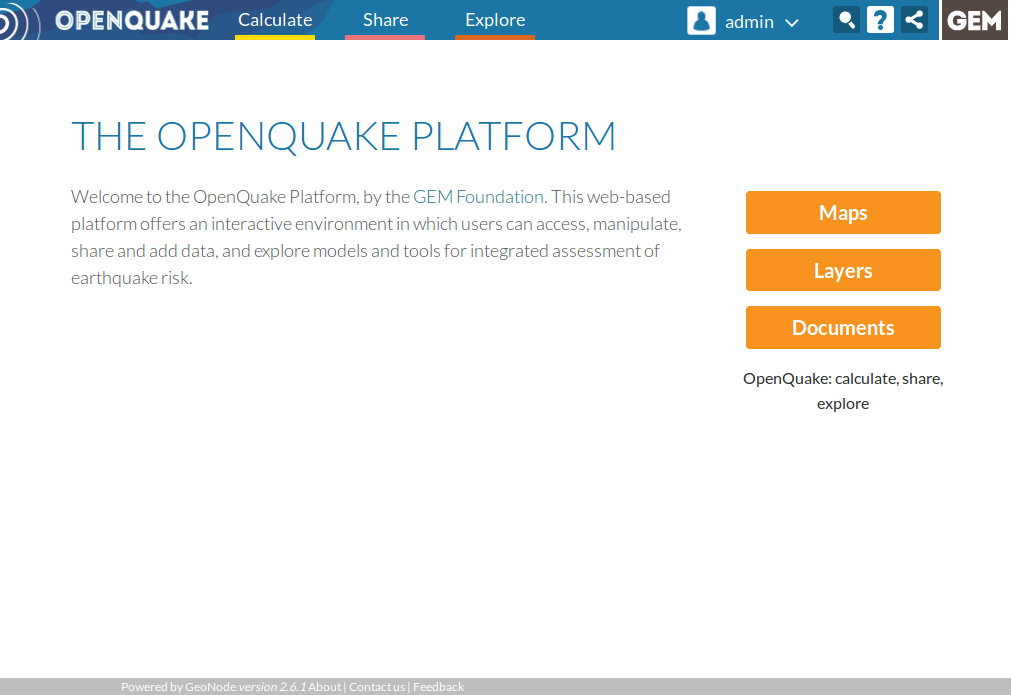 OPENQUAKE Calculate Share Explore admin ? GEM
THE OPENQUAKE PLATFORM
Welcome to the OpenQuake Platform, by the GEM Foundation. This web-based
platform offers an interactive environment in which users can access, manipulate,
share and add data, and explore models and tools for integrated assessment of
earthquake risk.
Maps
Layers
Documents
OpenQuake: calculate, share,
explore
Powered by GeoNode version 2.6.1 About | Contact us | Feedback